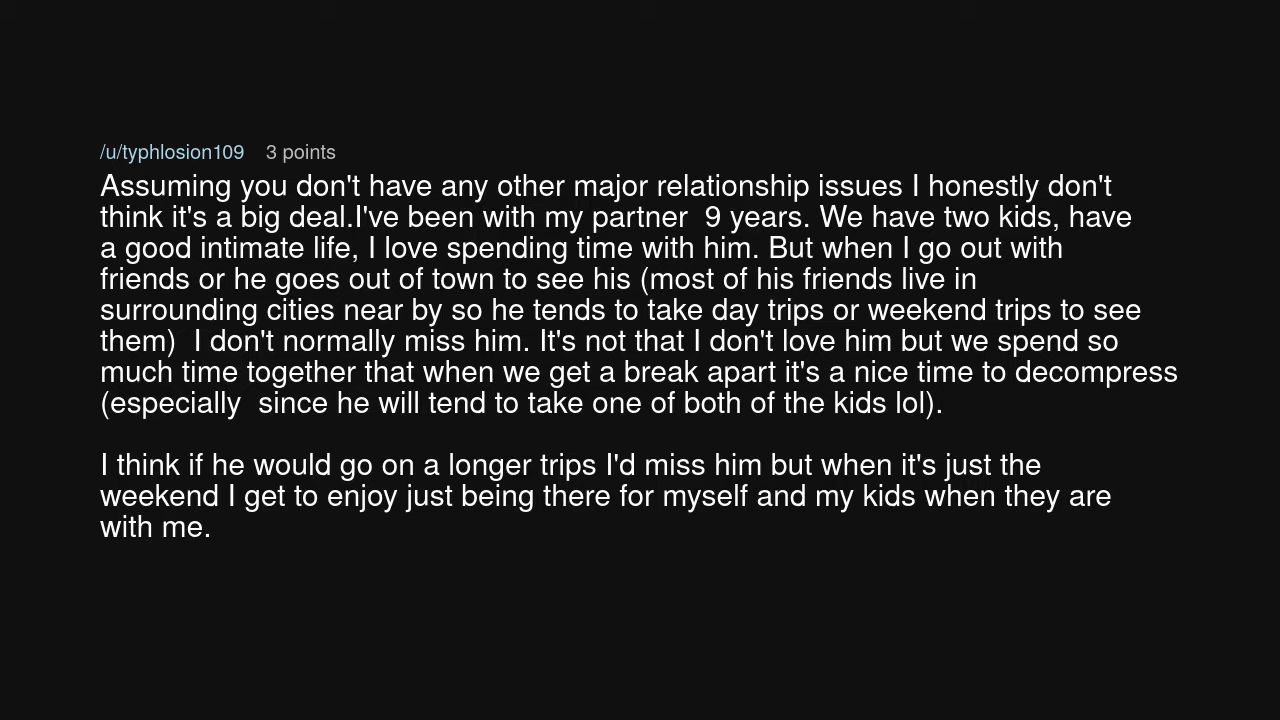 /u/typhlosion109 3 points
Assuming you don't have any other major relationship issues I honestly don't
think it's a big deal.I've been with my partner  9 years. We have two kids, have
a good intimate life, I love spending time with him. But when I go out with
friends or he goes out of town to see his (most of his friends live in
surrounding cities near by so he tends to take day trips or weekend trips to see
them)  I don't normally miss him. It's not that I don't love him but we spend so
much time together that when we get a break apart it's a nice time to decompress
(especially  since he will tend to take one of both of the kids lol).

I think if he would go on a longer trips I'd miss him but when it's just the
weekend I get to enjoy just being there for myself and my kids when they are
with me.